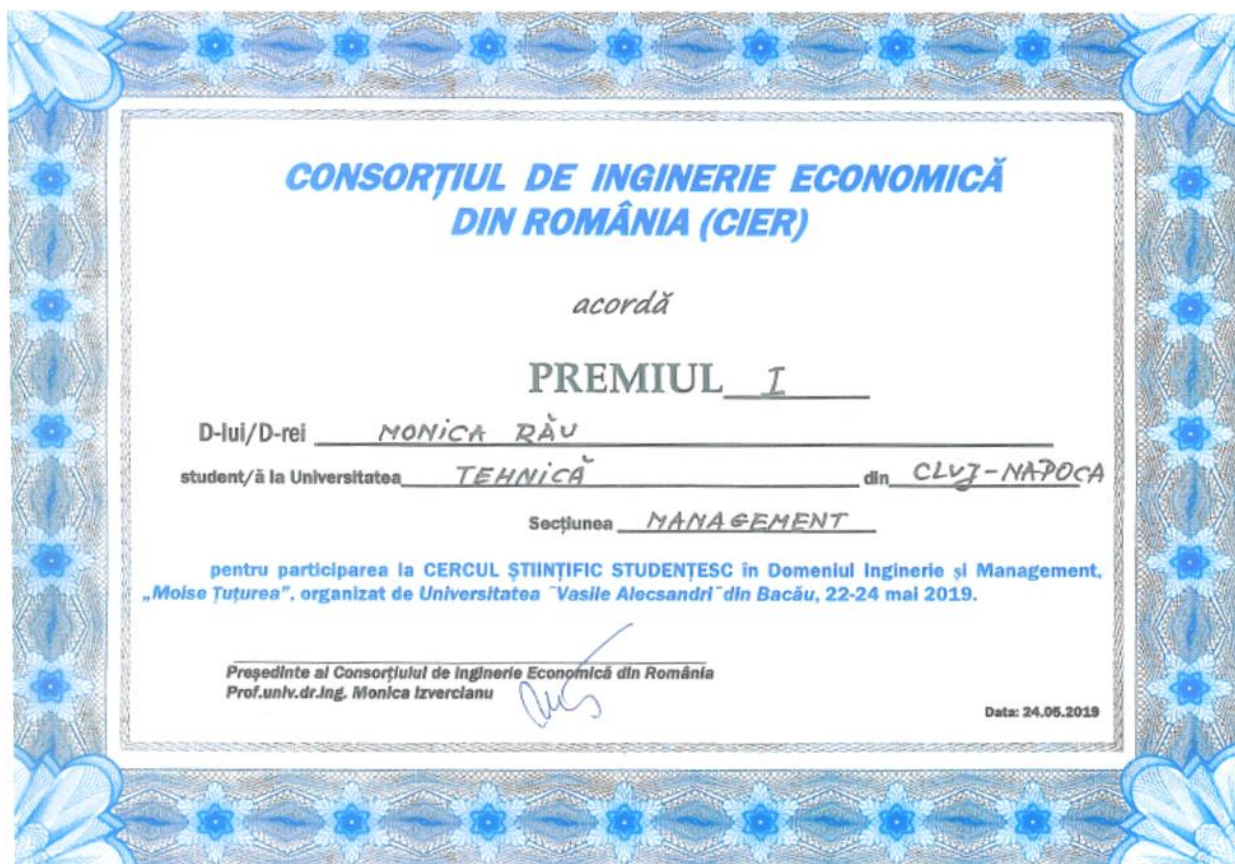 CONSORȚIUL DE INGINERIE ECONOMICĂ
DIN ROMÂNIA (CIER)
acordă
PREMIUL I
D-lui/D-rei MONICA RĂU
student/ă la Universitatea TEHNICĂ din CLUJ-NAPOCA
Secțiunea MANAGEMENT
pentru participarea la CERCUL ȘTIINȚIFIC STUDENȚESC în Domeniul Inginerie și Management,
„Moise Țuțurea”, organizat de Universitatea ˝Vasile Alecsandri˝ din Bacău, 22-24 mai 2019.
Președinte al Consorțiului de Inginerie Economică din România
Prof.univ.dr.ing. Monica Izvercianu
Data: 24.05.2019